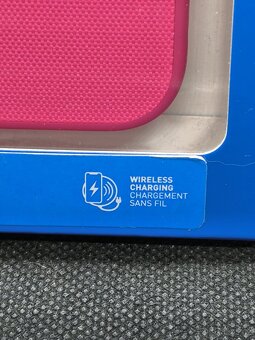 WIRELESS
CHARGING
CHARGEMENT
SANS FIL